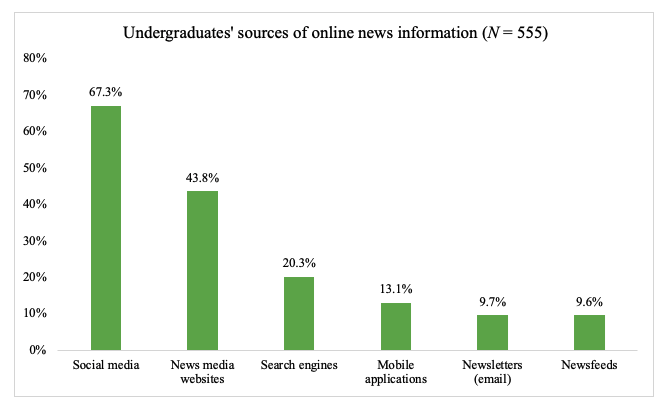 Undergraduates' sources of online news information (N = 555)
80%
70%
60%
50%
40%
30%
20%
10%
0%
67.3%
43.8%
20.3%
13.1%
9.7%
9.6%
Social media
News media
websites
Search engines
Mobile
applications
Newsletters
(email)
Newsfeeds